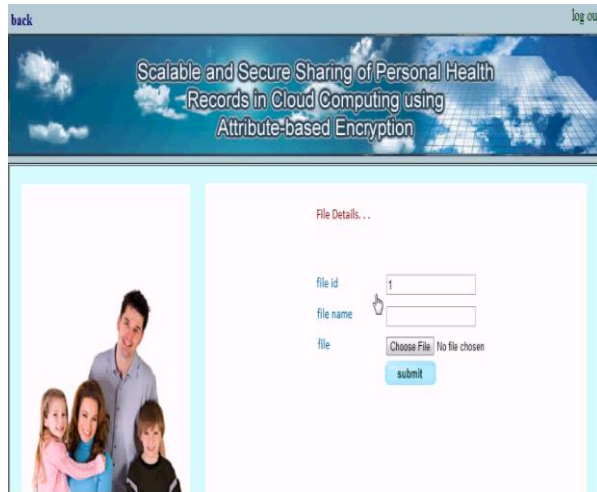 back
log ou
Scalable and Secure Sharing of Personal Health
Records in Cloud Computing using
Attribute-based Encryption
File Details. . .
file id 1
file name
file Choose File No file chosen
submit